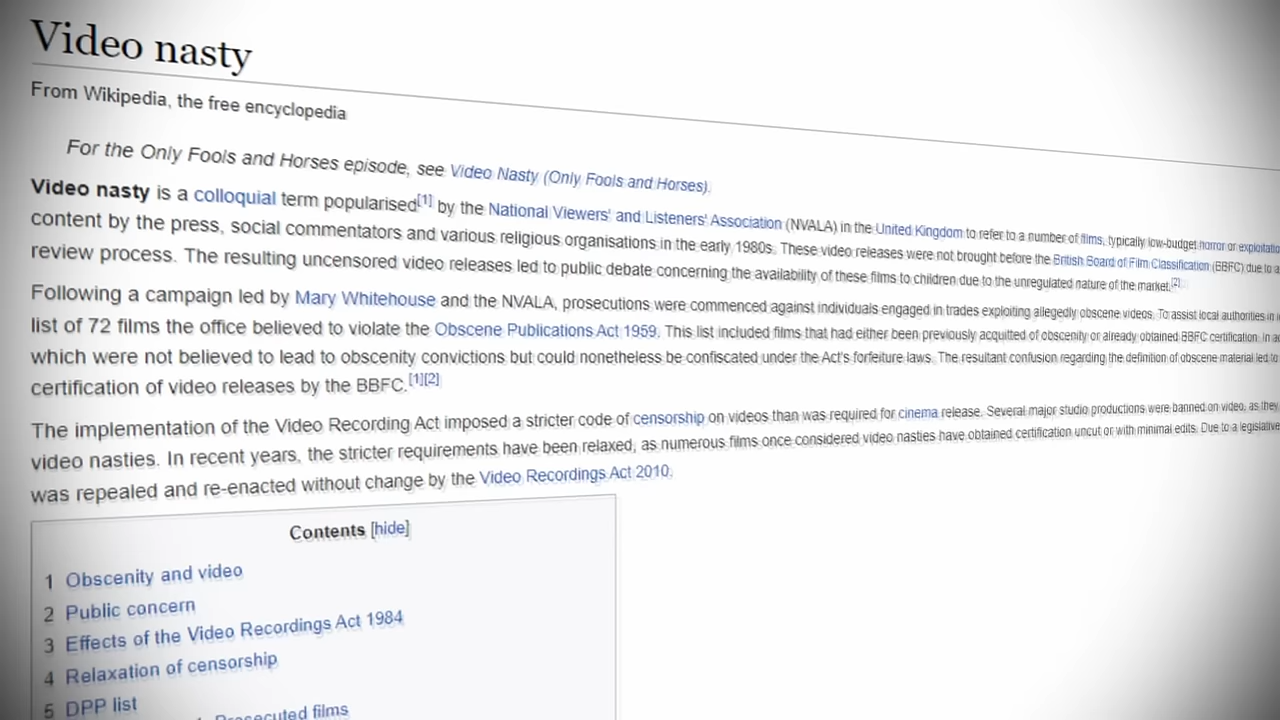 Video nasty
From Wikipedia, the free encyclopedia
For the Only Fools and Horses episode, see Video Nasty (Only Fools and Horses).
Video nasty is a colloquial term popularised[1] by the National Viewers' and Listeners' Association (NVALA) in the United Kingdom to refer to a number of films, typically low-budget horror or
content by the press, social commentators and various religious organisations in the early 1980s. These video releases were not brought before the British Board of Film Classification (BBFC) due to a
review process. The resulting uncensored video releases led to public debate concerning the availability of these films to children due to the unregulated nature of the market.[2]
Following a campaign led by Mary Whitehouse and the NVALA, prosecutions were commenced against individuals engaged in trades exploiting allegedly obscene videos. To assist local authorities in
list of 72 films the office believed to violate the Obscene Publications Act 1959. This list included films that had either been previously acquitted of obscenity or already obtained BBFC certification. In
which were not believed to lead to obscenity convictions but could nonetheless be confiscated under the Act's forfeiture laws. The resultant confusion regarding the definition of obscene material led to
certification of video releases by the BBFC.[1][2]
The implementation of the Video Recording Act imposed a stricter code of censorship on videos than was required for cinema release. Several major studio productions were banned on video, as they
video nasties. In recent years, the stricter requirements have been relaxed, as numerous films once considered video nasties have obtained certification uncut or with minimal edits. Due to a legislative
was repealed and re-enacted without change by the Video Recordings Act 2010.
Contents [hide]
1 Obscenity and video
2 Public concern
3 Effects of the Video Recordings Act 1984
4 Relaxation of censorship
5 DPP list
Prosecuted films